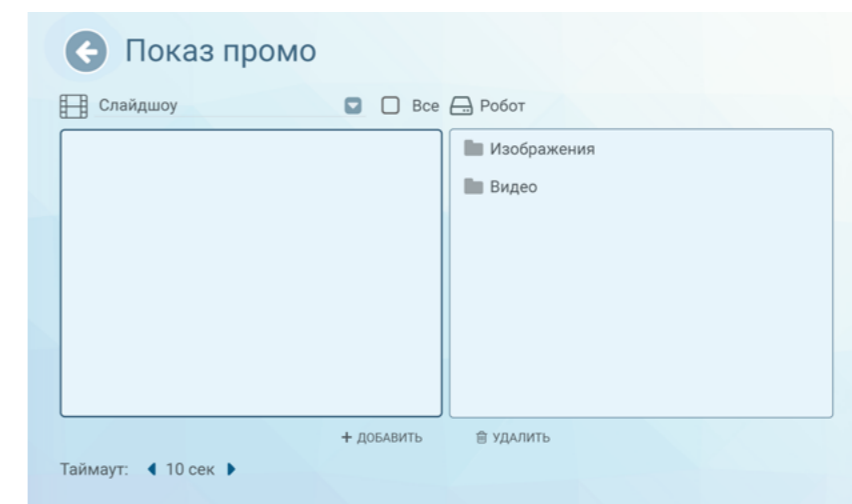 Показ промо
Слайдшоу Все Робот
Изображения
Видео
+ ДОБАВИТЬ УДАЛИТЬ
Таймаут: 10 сек